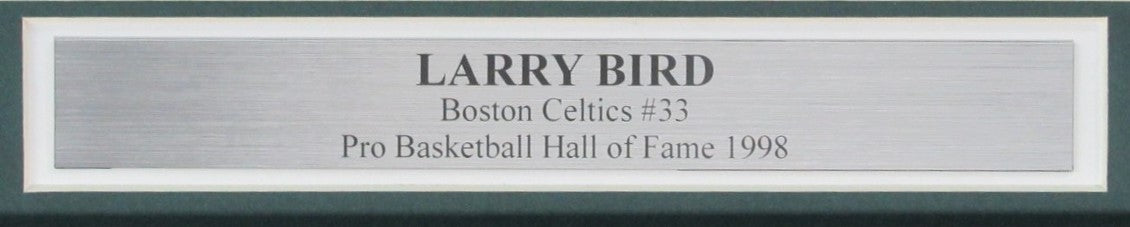 LARRY BIRD
Boston Celtics #33
Pro Basketball Hall of Fame 1998